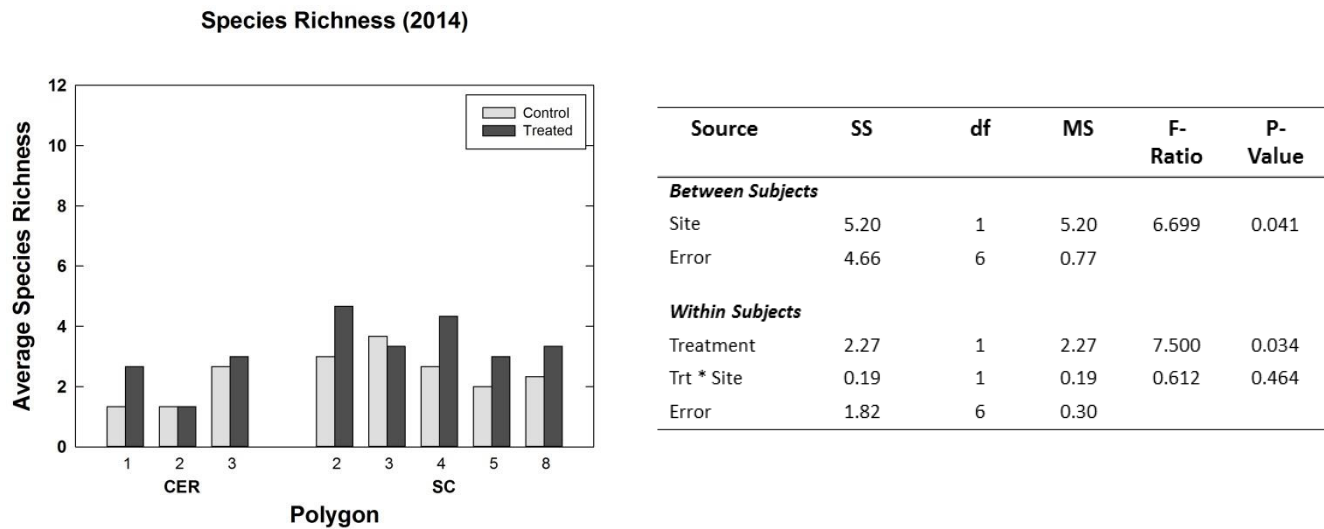 Species Richness (2014)
Average Species Richness
12
10
8
6
4
2
0
Control
Treated
1 2 3 2 3 4 5 8
CER SC
Polygon
Source SS df MS F-Ratio P-Value
Between Subjects
Site 5.20 1 5.20 6.699 0.041
Error 4.66 6 0.77
Within Subjects
Treatment 2.27 1 2.27 7.500 0.034
Trt * Site 0.19 1 0.19 0.612 0.464
Error 1.82 6 0.30